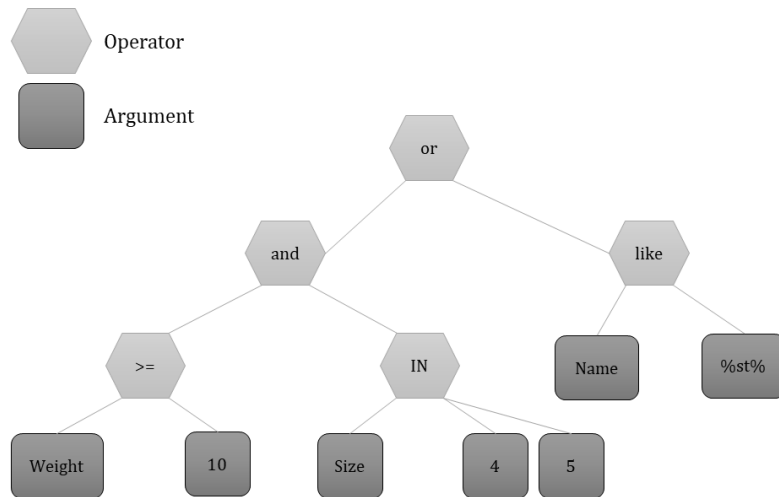 Operator
Argument
or
and
like
>=
IN
Name
%st%
Weight
10
Size
4
5